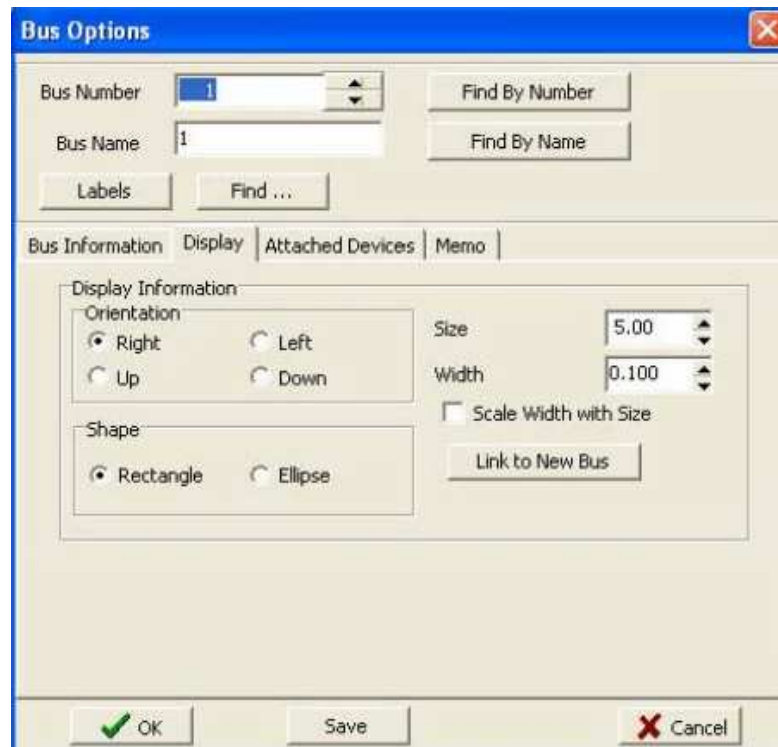 Bus Options
Bus Number 1 Find By Number
Bus Name 1 Find By Name
Labels Find ...
Bus Information Display Attached Devices Memo
Display Information
Orientation
Right Left
Up Down
Size 5.00
Width 0.100
Scale Width with Size
Shape
Rectangle Ellipse
Link to New Bus
OK Save Cancel